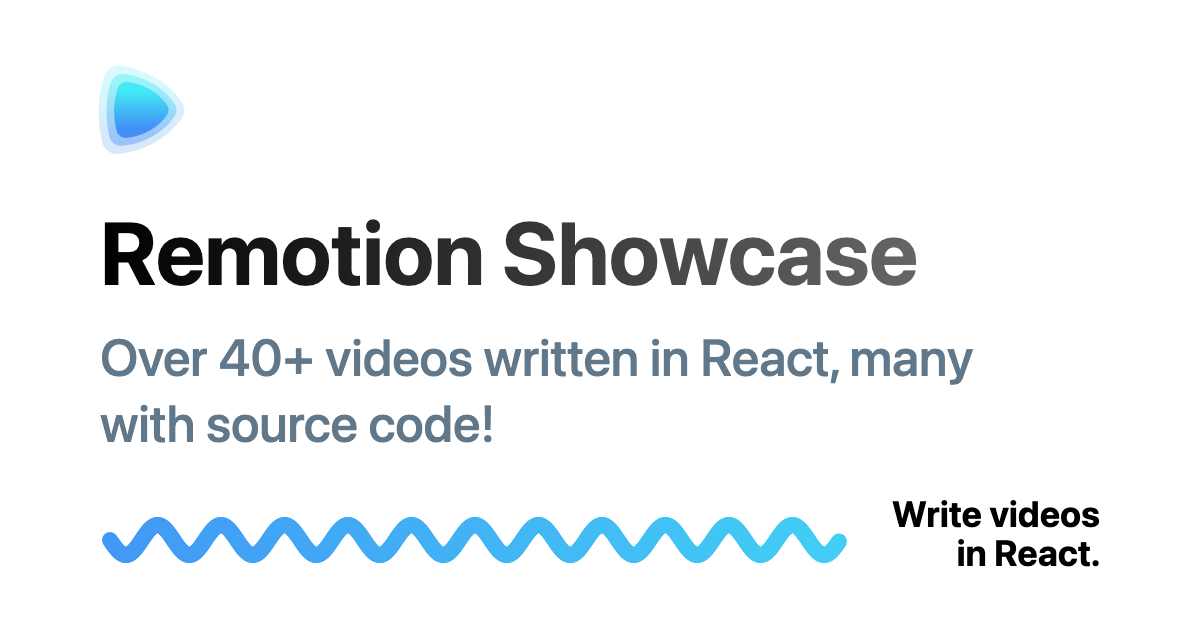 Remotion Showcase
Over 40+ videos written in React, many
with source code!
Write videos
in React.